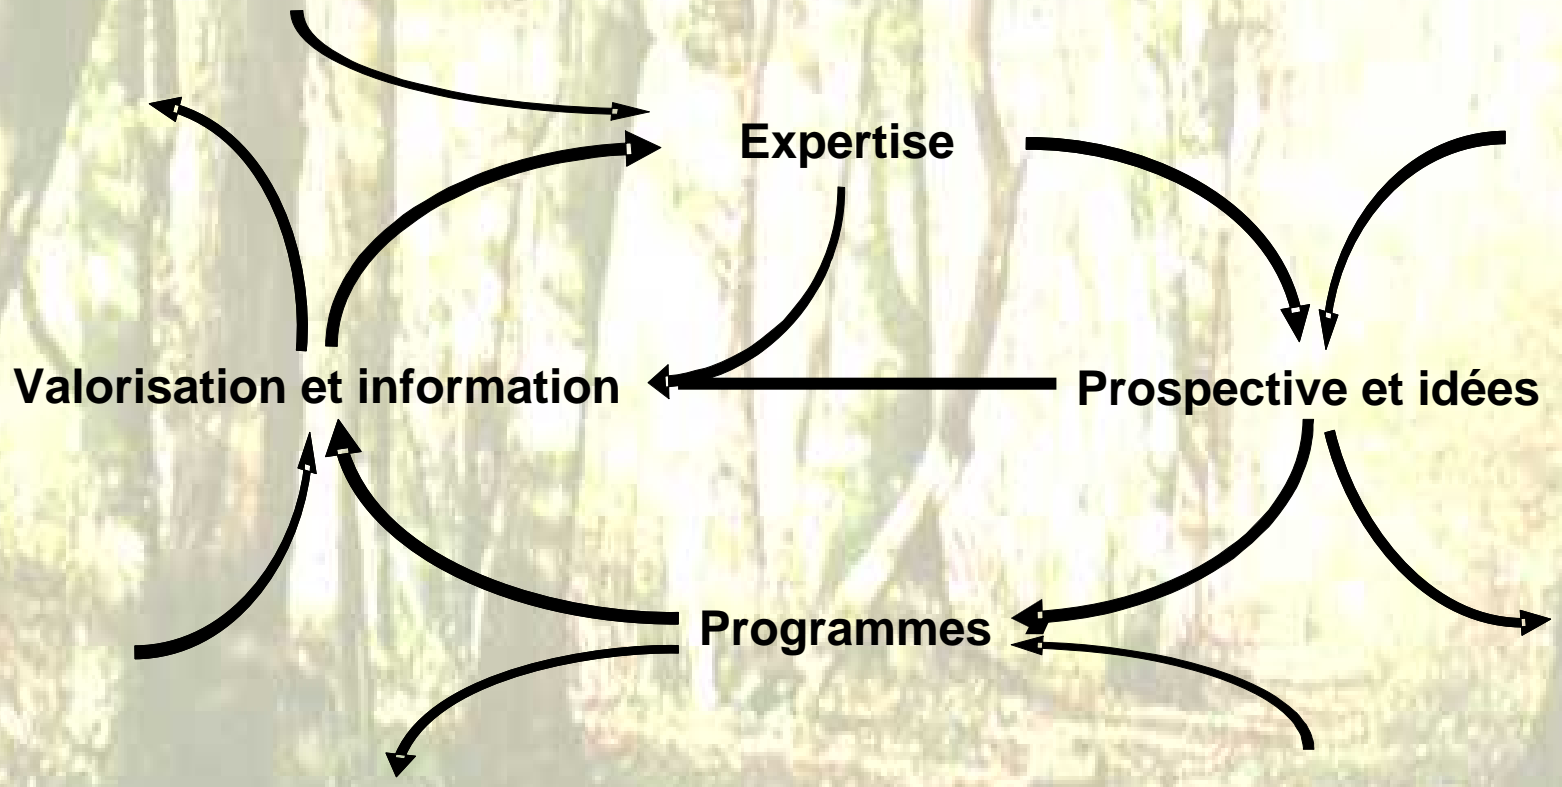 Expertise
Valorisation et information
Prospective et idées
Programmes